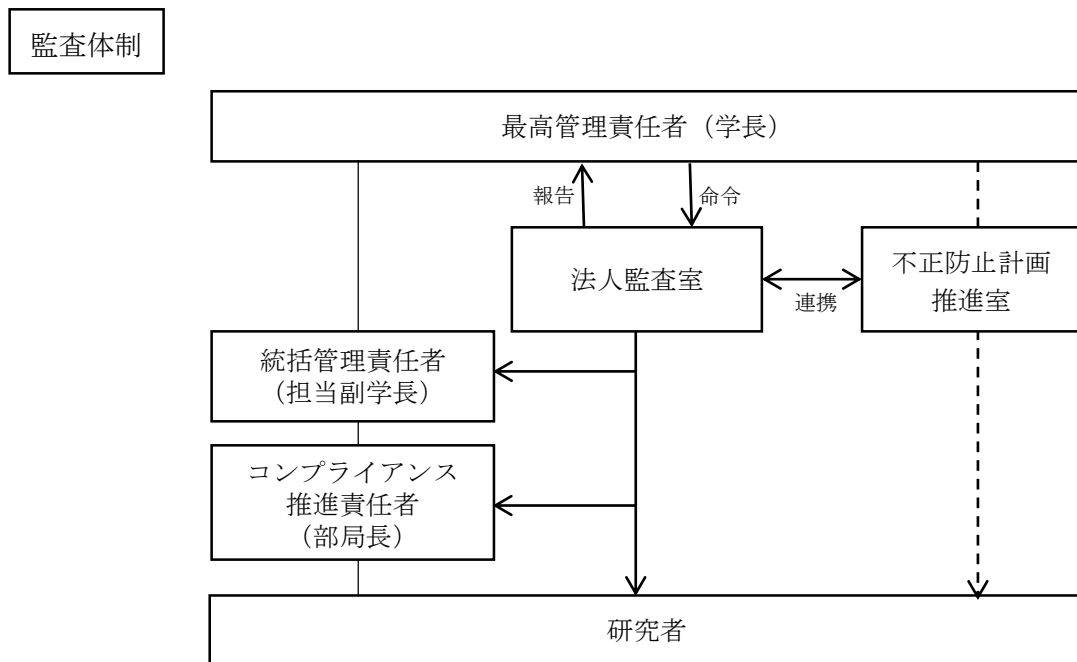 監査体制
最高管理責任者（学長）
報告
命令
法人監査室
連携
不正防止計画
推進室
統括管理責任者
（担当副学長）
コンプライアンス
推進責任者
（部局長）
研究者